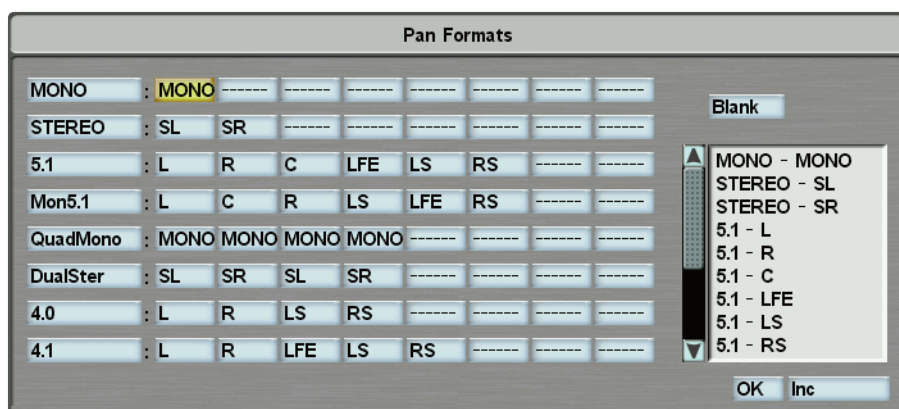 Pan Formats
MONO : MONO ------ ------ ------ ------ ------ ------ ------
STEREO : SL SR ------ ------ ------ ------ ------ ------
5.1 : L R C LFE LS RS ------ ------
Mon5.1 : L C R LS LFE RS ------ ------
QuadMono : MONO MONO MONO MONO ------ ------ ------ ------
DualSter : SL SR SL SR ------ ------ ------ ------
4.0 : L R LS RS ------ ------ ------ ------
4.1 : L R LFE LS RS ------ ------ ------
Blank
MONO - MONO
STEREO - SL
STEREO - SR
5.1 - L
5.1 - R
5.1 - C
5.1 - LFE
5.1 - LS
5.1 - RS
OK Inc